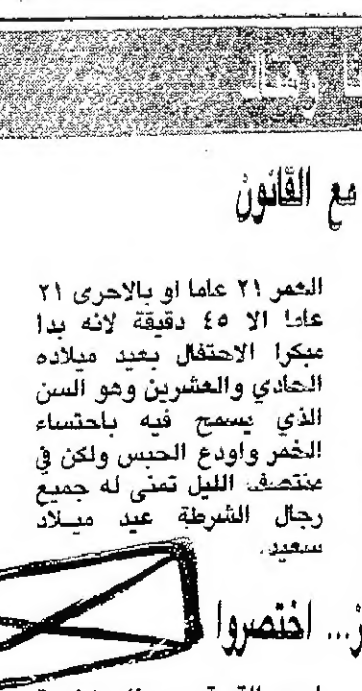 مع القانون
العمر ٢١ عاما او بالاحرى ٢١
عاما الا ٤٥ دقيقة لانه بدا
مبكرا الاحتفال بعيد ميلاده
الحادي والعشرين وهو السن
الذي يسمح فيه باحتساء
الخمر واودع الحبس ولكن في
منتصف الليل تمنى له جميع
رجال الشرطة عيد ميلاد
سعيد.
... اختصروا